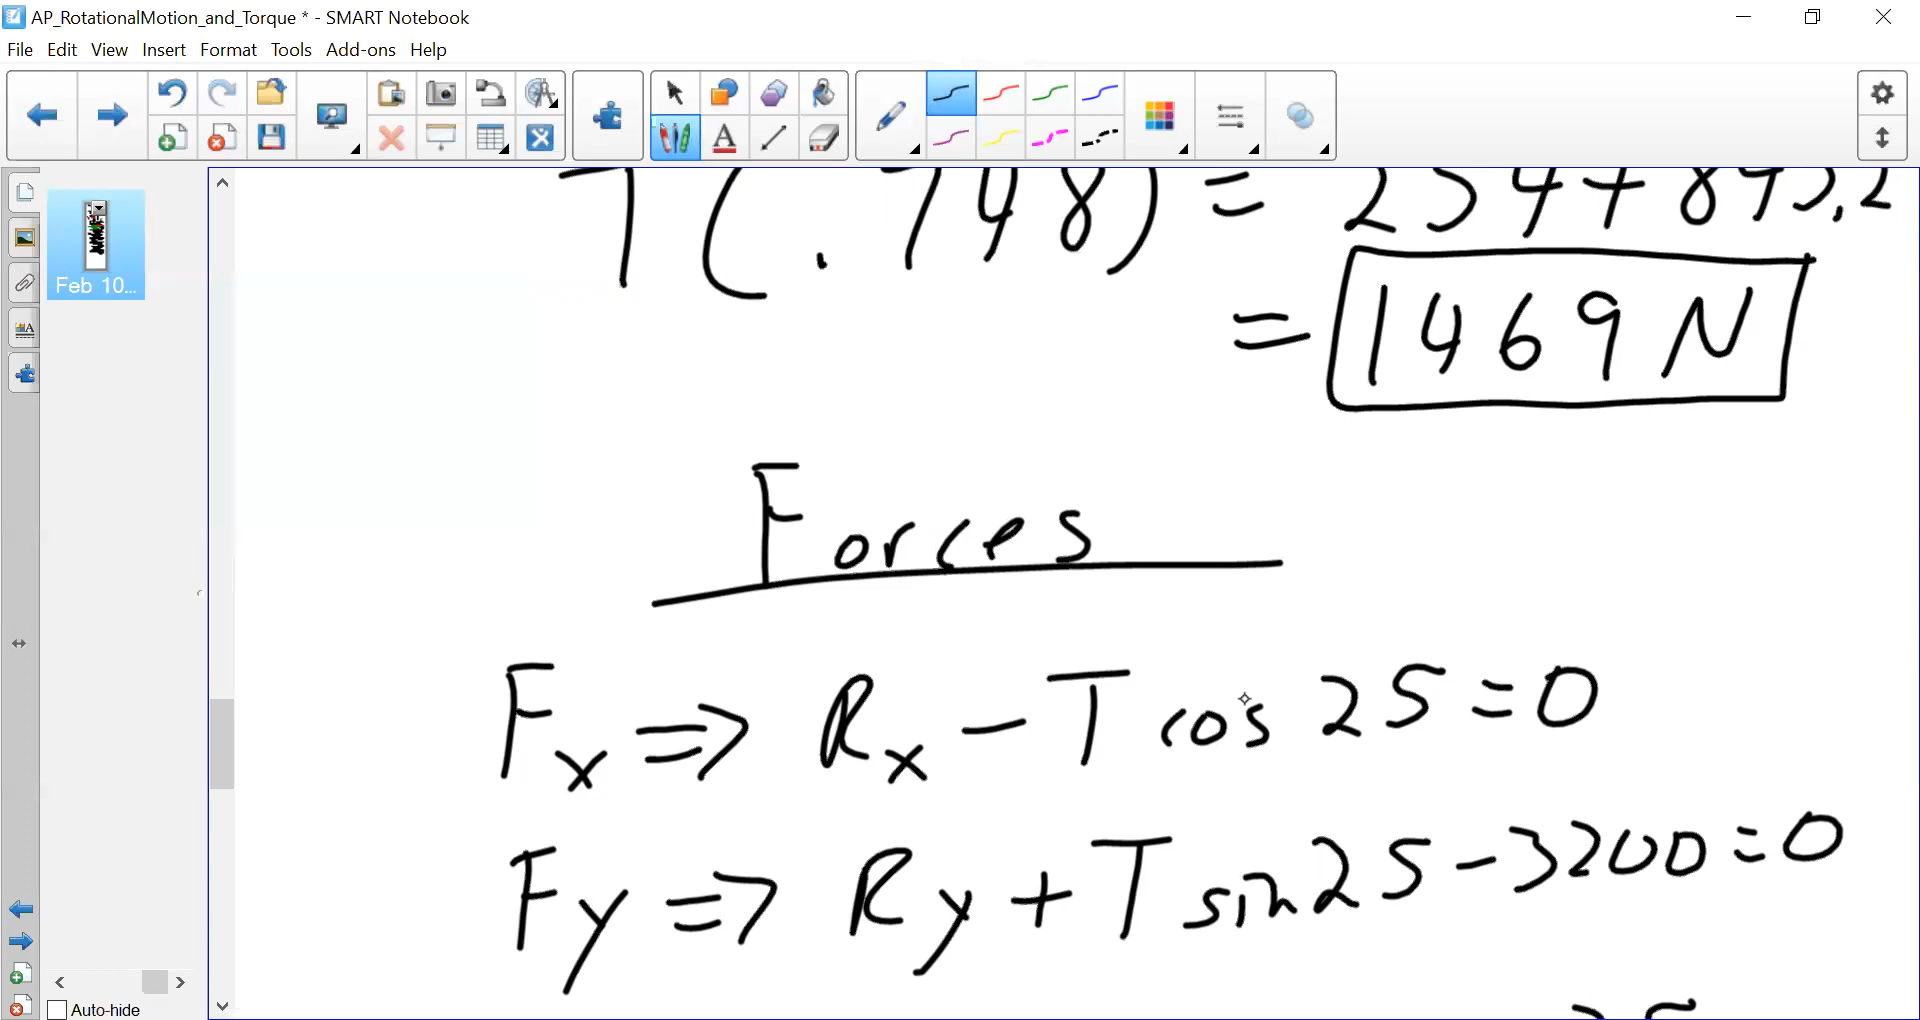 AP_RotationalMotion_and_Torque * - SMART Notebook
File Edit View Insert Format Tools Add-ons Help
Feb 10...
T(.748) =
= 1469 N
Forces
Fx => Rx - T cos 25 = 0
Fy => Ry + T sin 25 - 3200 = 0
Auto-hide